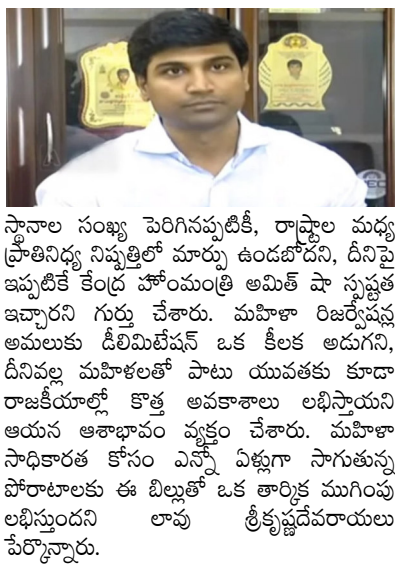 స్థానాల సంఖ్య పెరిగినప్పటికీ, రాష్ట్రాల మధ్య
ప్రాతినిధ్య నిష్పత్తిలో మార్పు ఉండబోదని, దీనిపై
ఇప్పటికే కేంద్ర హోంమంత్రి అమిత్ షా స్పష్టత
ఇచ్చారని గుర్తు చేశారు. మహిళా రిజర్వేషన్ల
అమలుకు డీలిమిటేషన్ ఒక కీలక అడుగని,
దీనివల్ల మహిళలతో పాటు యువతకు కూడా
రాజకీయాల్లో కొత్త అవకాశాలు లభిస్తాయని
ఆయన ఆశాభావం వ్యక్తం చేశారు. మహిళా
సాధికారత కోసం ఎన్నో ఏళ్లుగా సాగుతున్న
పోరాటాలకు ఈ బిల్లుతో ఒక తార్కిక ముగింపు
లభిస్తుందని లావు శ్రీకృష్ణదేవరాయలు
పేర్కొన్నారు.